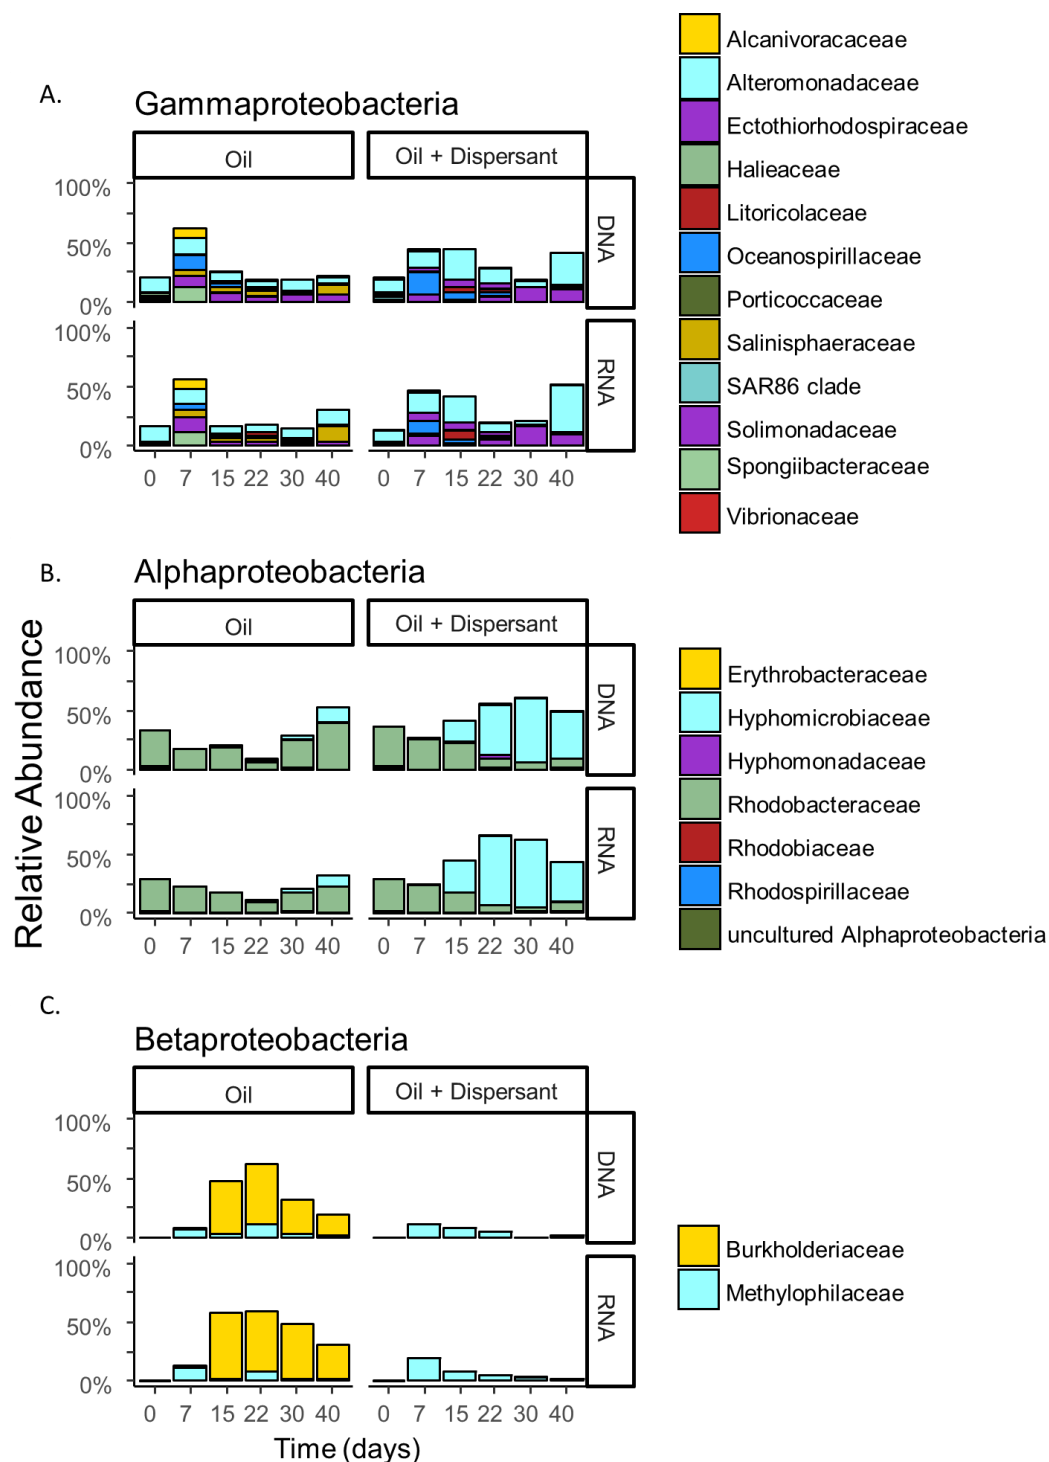 A.
Gammaproteobacteria
Oil
Oil + Dispersant
100%
50%
0%
DNA
100%
50%
0%
RNA
0 7 15 22 30 40
0 7 15 22 30 40
Alcanivoracaceae
Alteromonadaceae
Ectothiorhodospiraceae
Halieaceae
Litoricolaceae
Oceanospirillaceae
Porticoccaceae
Salinisphaeraceae
SAR86 clade
Solimonadaceae
Spongiibacteraceae
Vibrionaceae
B.
Alphaproteobacteria
Oil
Oil + Dispersant
Relative Abundance
100%
50%
0%
DNA
100%
50%
0%
RNA
0 7 15 22 30 40
0 7 15 22 30 40
Erythrobacteraceae
Hyphomicrobiaceae
Hyphomonadaceae
Rhodobacteraceae
Rhodobiaceae
Rhodospirillaceae
uncultured Alphaproteobacteria
C.
Betaproteobacteria
Oil
Oil + Dispersant
100%
50%
0%
DNA
100%
50%
0%
RNA
0 7 15 22 30 40
0 7 15 22 30 40
Time (days)
Burkholderiaceae
Methylophilaceae